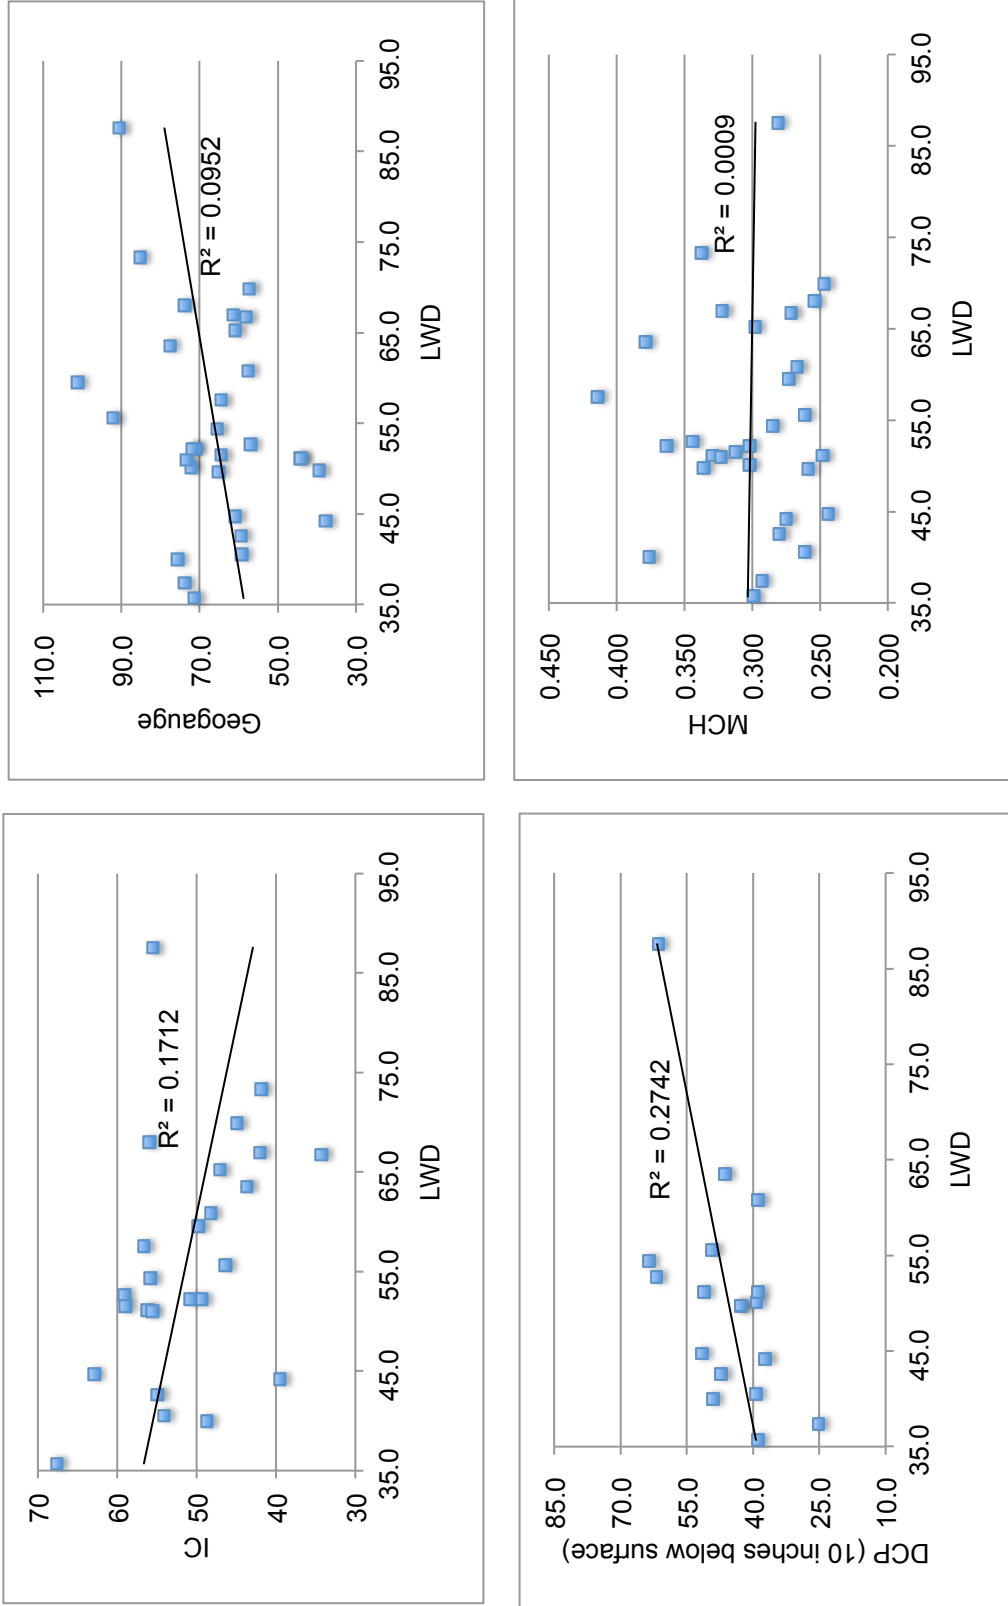 IC
70
60
50
40
30
35.0 45.0 55.0 65.0 75.0 85.0 95.0
LWD
R² = 0.1712
Geogauge
110.0
90.0
70.0
50.0
30.0
35.0 45.0 55.0 65.0 75.0 85.0 95.0
LWD
R² = 0.0952
DCP (10 inches below surface)
85.0
70.0
55.0
40.0
25.0
10.0
35.0 45.0 55.0 65.0 75.0 85.0 95.0
LWD
R² = 0.2742
MCH
0.450
0.400
0.350
0.300
0.250
0.200
35.0 45.0 55.0 65.0 75.0 85.0 95.0
LWD
R² = 0.0009